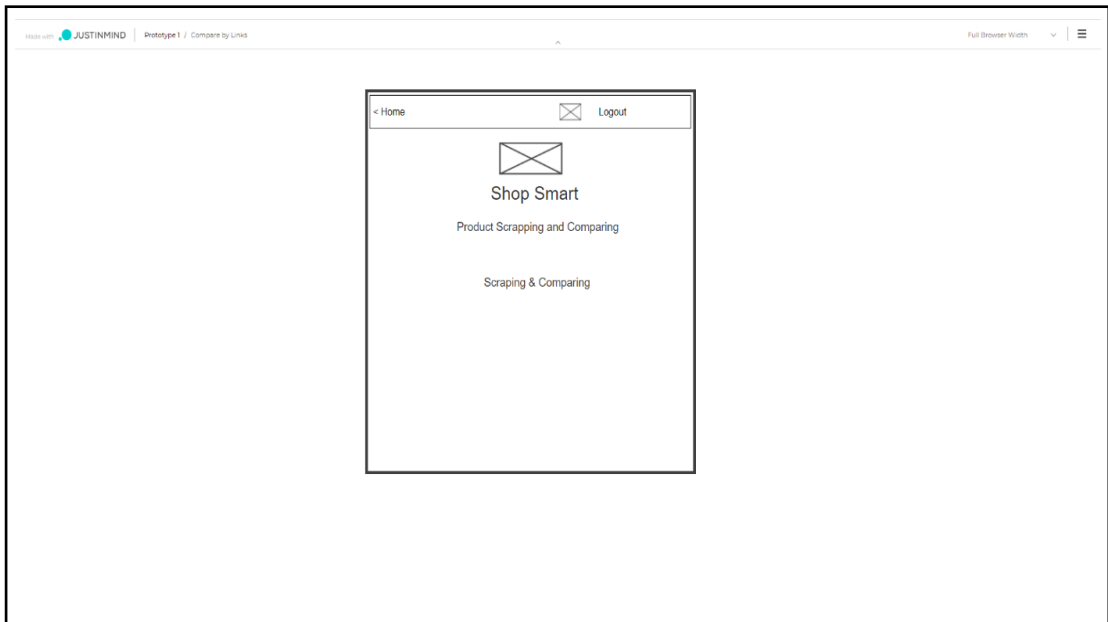 Made with JUSTINMIND Prototype 1 / Compare by Links Full Browser Width
< Home Logout
Shop Smart
Product Scrapping and Comparing
Scraping & Comparing